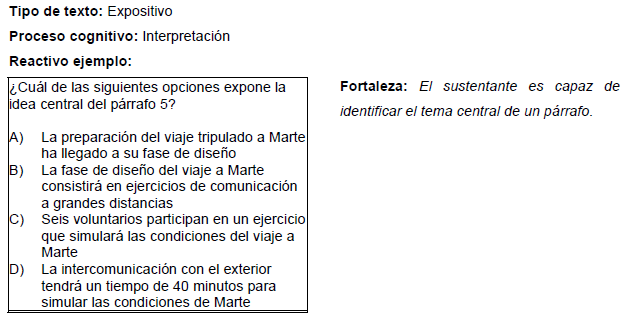 Tipo de texto: Expositivo
Proceso cognitivo: Interpretación
Reactivo ejemplo:
¿Cuál de las siguientes opciones expone la
idea central del párrafo 5?
A) La preparación del viaje tripulado a Marte
ha llegado a su fase de diseño
B) La fase de diseño del viaje a Marte
consistirá en ejercicios de comunicación
a grandes distancias
C) Seis voluntarios participan en un ejercicio
que simulará las condiciones del viaje a
Marte
D) La intercomunicación con el exterior
tendrá un tiempo de 40 minutos para
simular las condiciones de Marte
Fortaleza: El sustentante es capaz de
identificar el tema central de un párrafo.